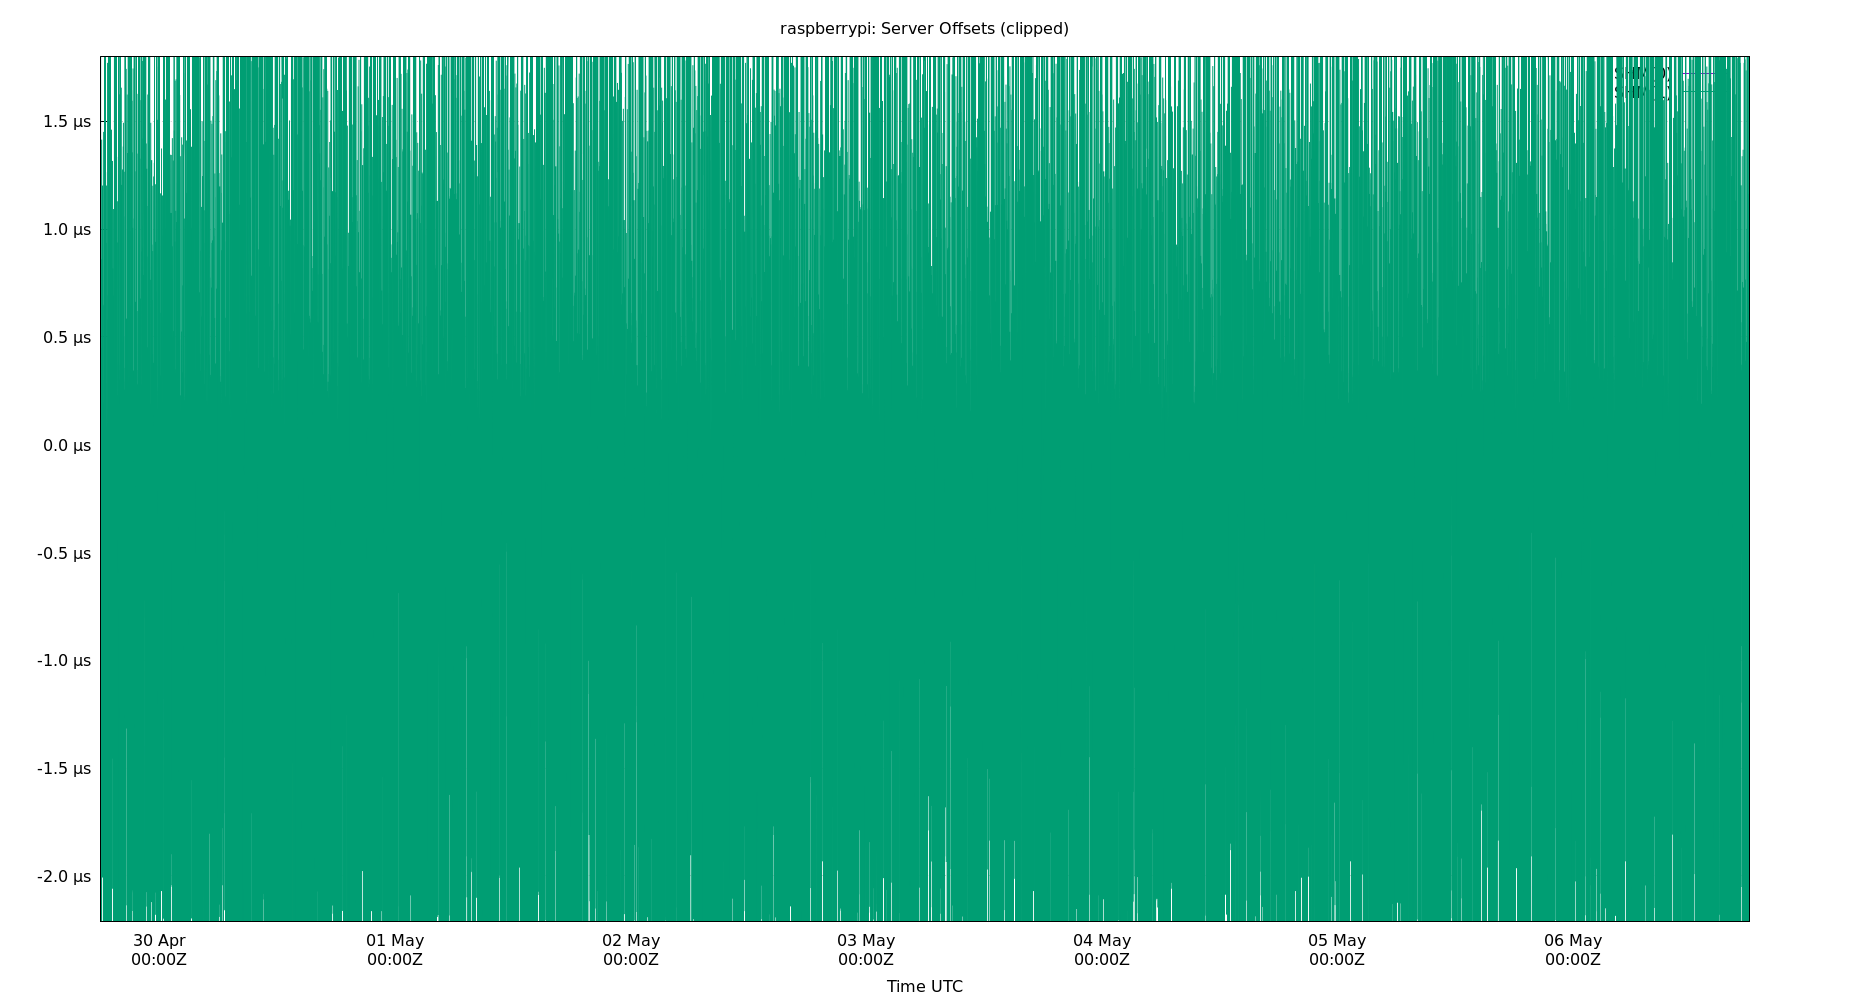 raspberrypi: Server Offsets (clipped)
1.5 µs
1.0 µs
0.5 µs
0.0 µs
-0.5 µs
-1.0 µs
-1.5 µs
-2.0 µs
30 Apr
00:00Z
01 May
00:00Z
02 May
00:00Z
03 May
00:00Z
04 May
00:00Z
05 May
00:00Z
06 May
00:00Z
Time UTC